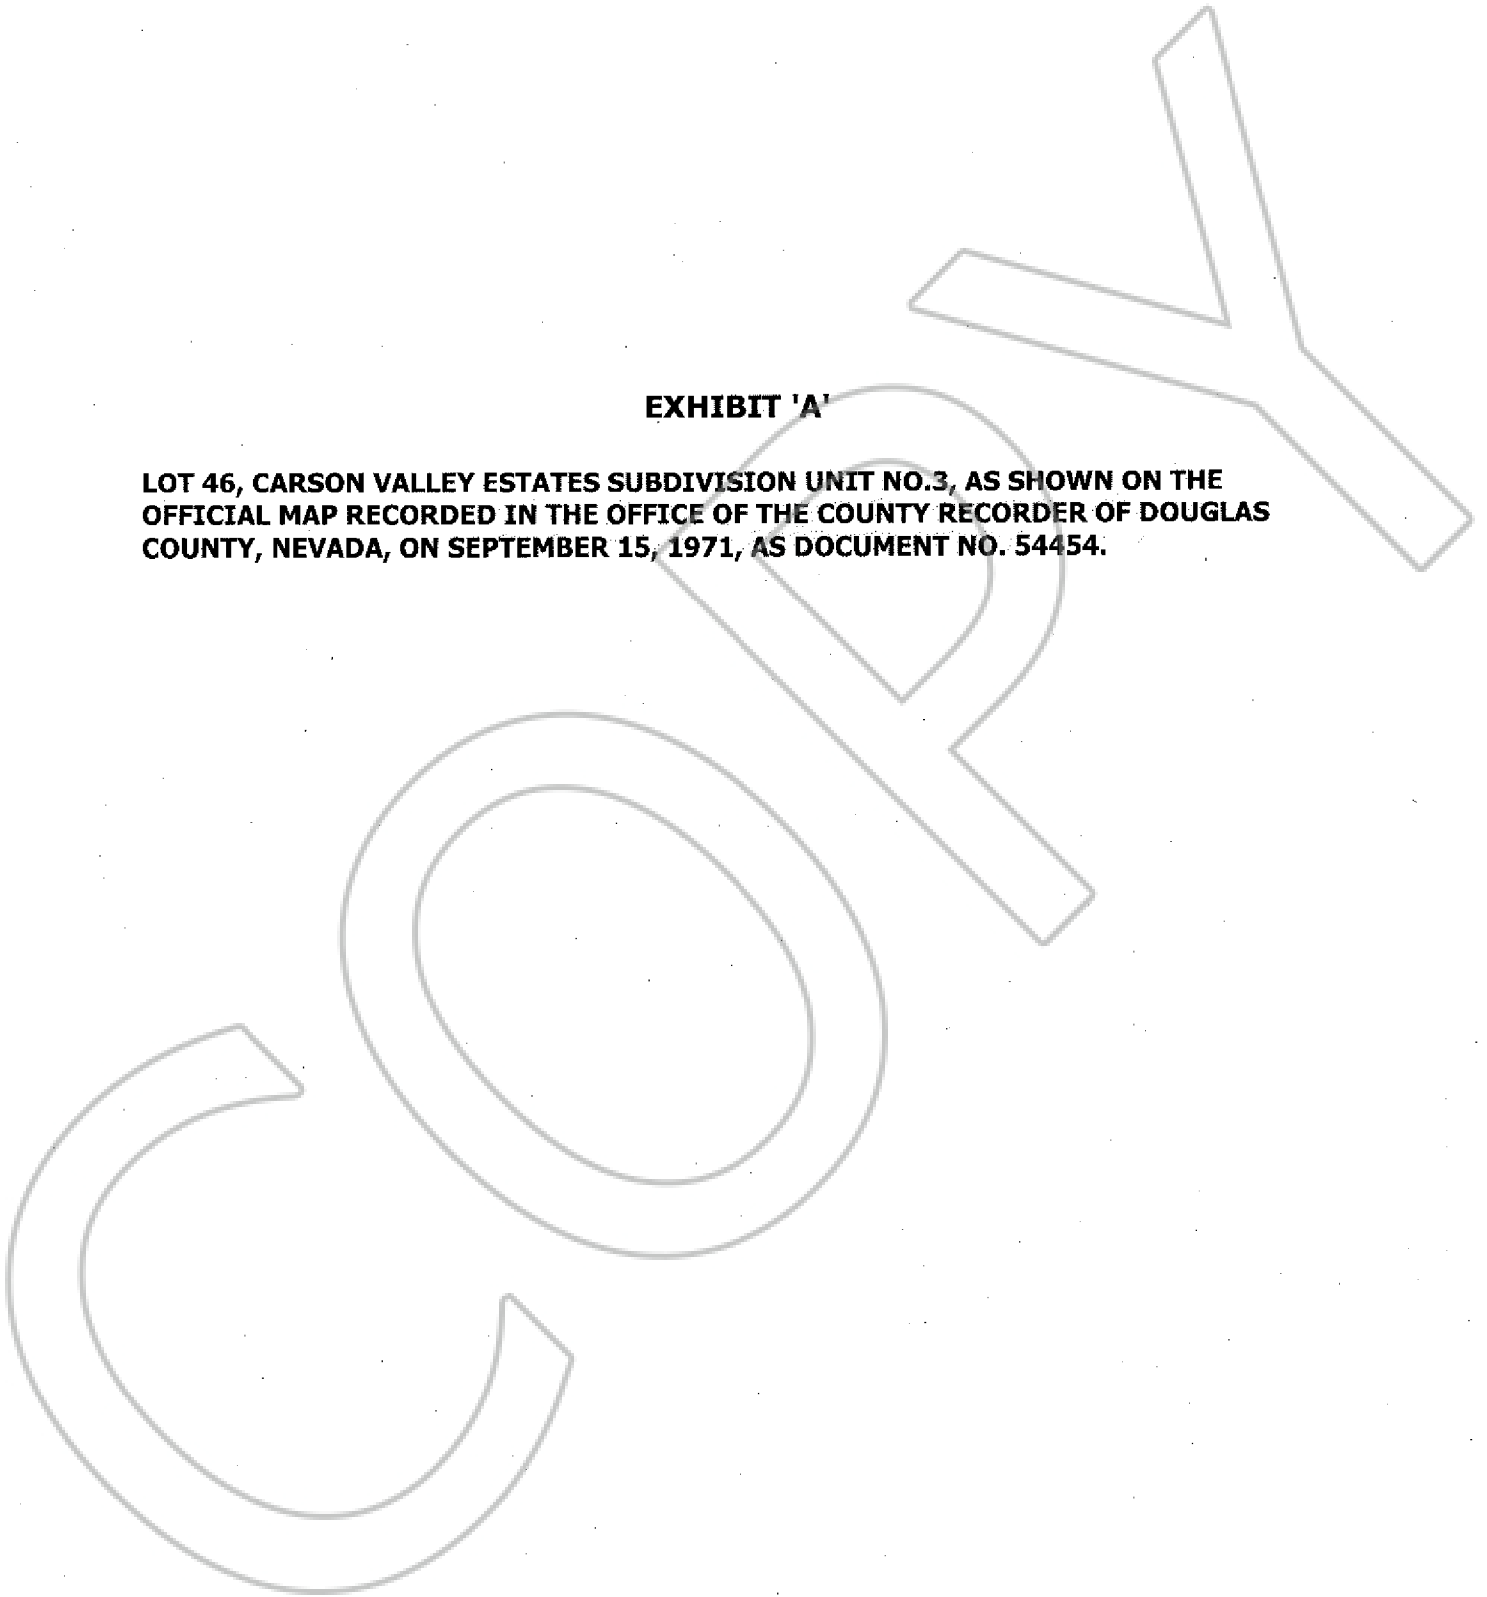 EXHIBIT 'A'
LOT 46, CARSON VALLEY ESTATES SUBDIVISION UNIT NO.3, AS SHOWN ON THE
OFFICIAL MAP RECORDED IN THE OFFICE OF THE COUNTY RECORDER OF DOUGLAS
COUNTY, NEVADA, ON SEPTEMBER 15, 1971, AS DOCUMENT NO. 54454.
COPY